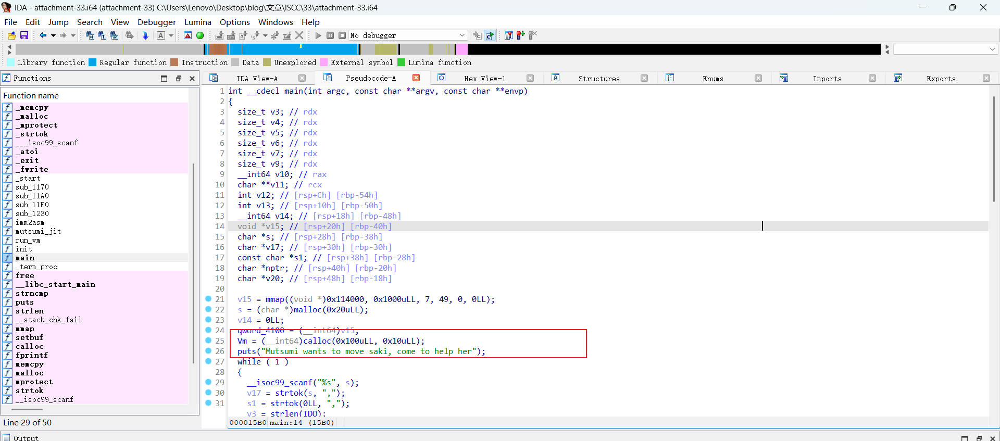 IDA - attachment-33.i64 (attachment-33) C:\Users\Lenovo\Desktop\blog\文章\ISCC\33\attachment-33.i64
File Edit Jump Search View Debugger Lumina Options Windows Help
No debugger
Library function Regular function Instruction Data Unexplored External symbol Lumina function
Functions
IDA View-A Pseudocode-A Hex View-1 Structures Enums Imports Exports
Function name
_memcpy
_malloc
_mprotect
_strtok
___isoc99_scanf
_atoi
_exit
_fwrite
_start
sub_1170
sub_11A0
sub_11E0
sub_1230
imm2asm
mutsumi_jit
run_vm
init
main
_term_proc
free
__libc_start_main
strncmp
puts
strlen
__stack_chk_fail
mmap
setbuf
calloc
fprintf
memcpy
malloc
mprotect
strtok
__isoc99_scanf
Line 29 of 50
1 int __cdecl main(int argc, const char **argv, const char **envp)
2 {
3 size_t v3; // rdx
4 size_t v4; // rdx
5 size_t v5; // rdx
6 size_t v6; // rdx
7 size_t v7; // rdx
8 size_t v9; // rdx
9 __int64 v10; // rax
10 char **v11; // rcx
11 int v12; // [rsp+Ch] [rbp-54h]
12 int v13; // [rsp+10h] [rbp-50h]
13 __int64 v14; // [rsp+18h] [rbp-48h]
14 void *v15; // [rsp+20h] [rbp-40h]
15 char *s; // [rsp+28h] [rbp-38h]
16 char *v17; // [rsp+30h] [rbp-30h]
17 const char *s1; // [rsp+38h] [rbp-28h]
18 char *nptr; // [rsp+40h] [rbp-20h]
19 char *v20; // [rsp+48h] [rbp-18h]
20
21 v15 = mmap((void *)0x114000, 0x1000uLL, 7, 49, 0, 0LL);
22 s = (char *)malloc(0x20uLL);
23 v14 = 0LL;
24 qword_4100 = (__int64)v15;
25 Vm = (__int64)calloc(0x100uLL, 0x10uLL);
26 puts("Mutsumi wants to move saki, come to help her");
27 while ( 1 )
28 {
29 __isoc99_scanf("%s", s);
30 v17 = strtok(s, ",");
31 s1 = strtok(0LL, ",");
v3 = strlen(IDO);
000015B0 main:14 (15B0)
Output